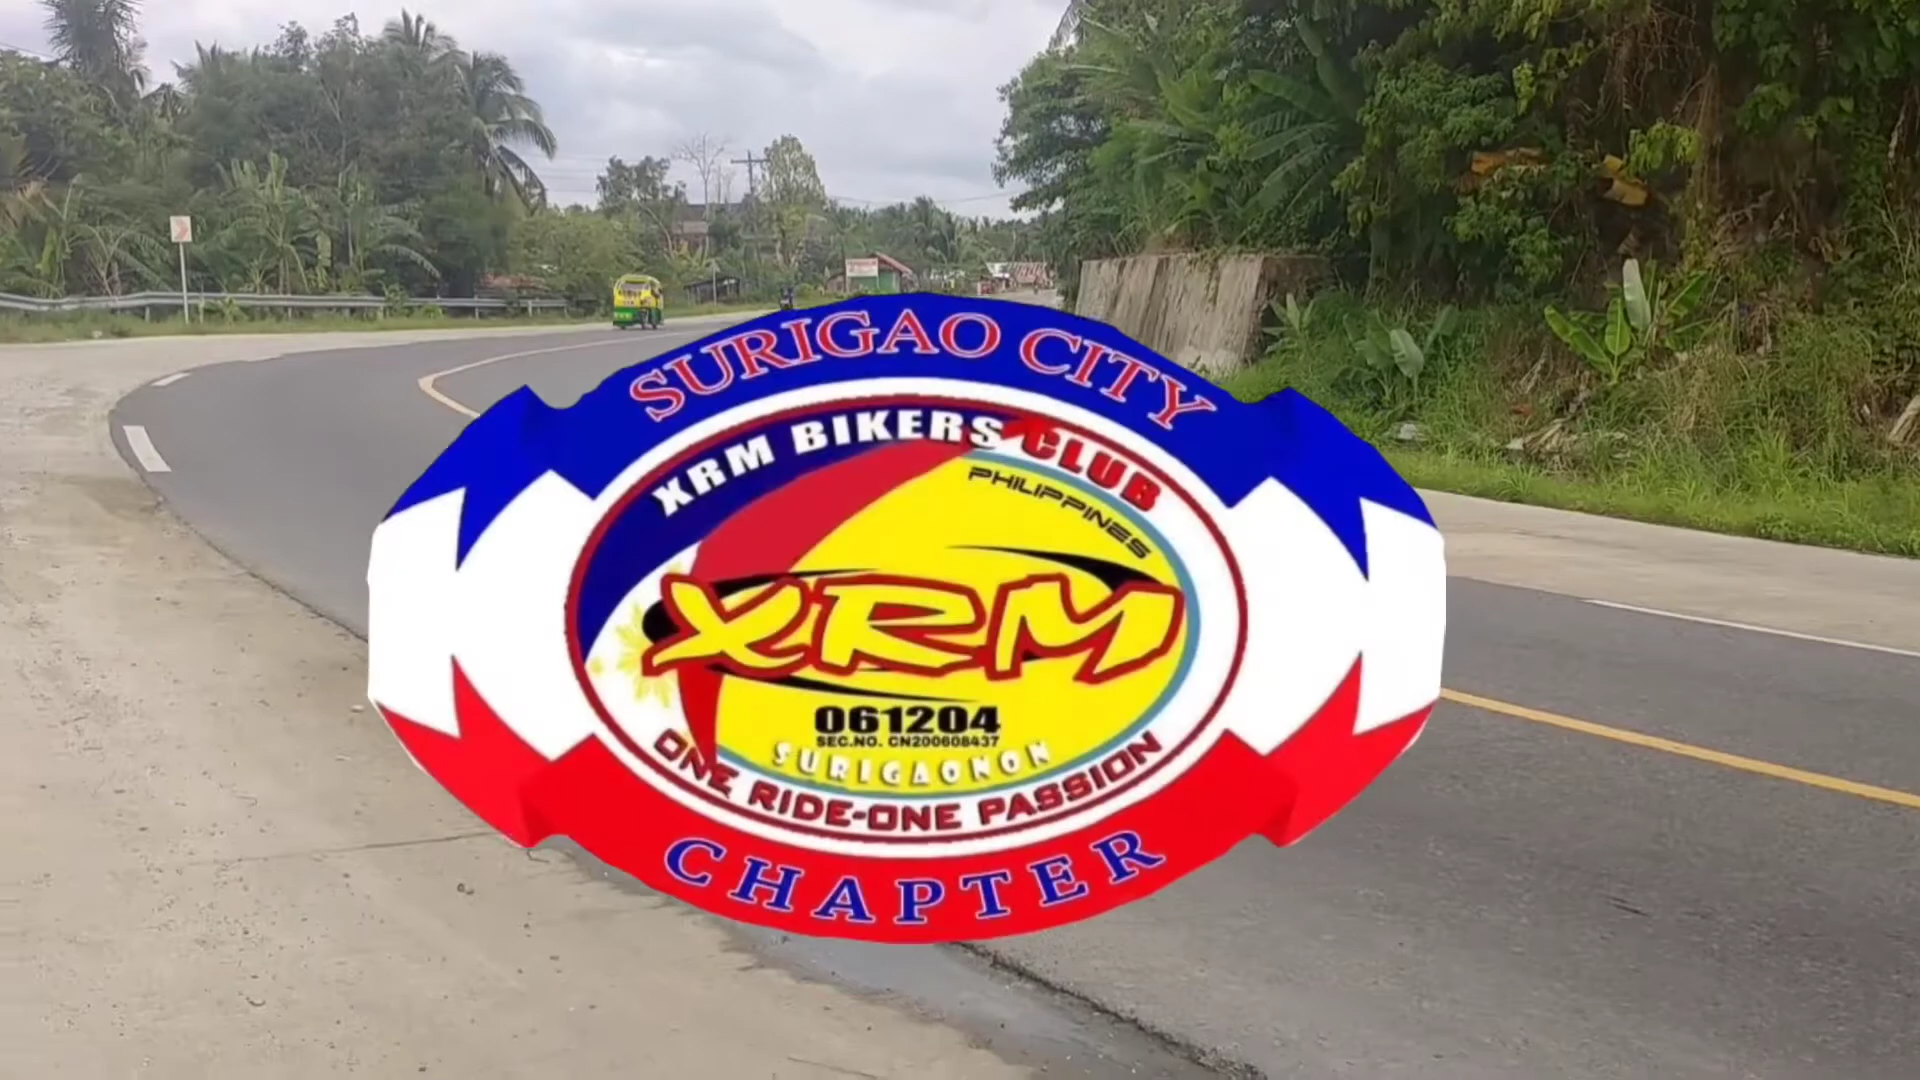 SURIGAO CITY
XRM BIKERS CLUB
PHILIPPINES
XRM
061204
SEC.NO. CN200608437
SURIGAONON
ONE RIDE-ONE PASSION
CHAPTER